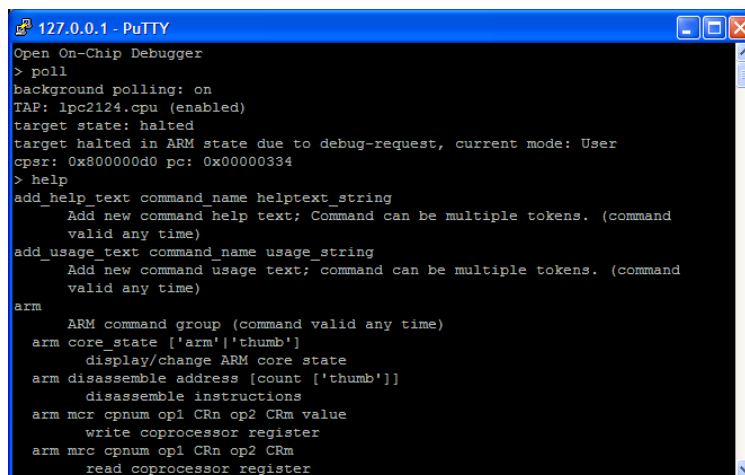 127.0.0.1 - PuTTY
Open On-Chip Debugger
> poll
background polling: on
TAP: lpc2124.cpu (enabled)
target state: halted
target halted in ARM state due to debug-request, current mode: User
cpsr: 0x800000d0 pc: 0x00000334
> help
add_help_text command_name helptext_string
Add new command help text; Command can be multiple tokens. (command
valid any time)
add_usage_text command_name usage_string
Add new command usage text; command can be multiple tokens. (command
valid any time)
arm
ARM command group (command valid any time)
arm core_state ['arm'|'thumb']
display/change ARM core state
arm disassemble address [count ['thumb']]
disassemble instructions
arm mcr cpnum op1 CRn op2 CRm value
write coprocessor register
arm mrc cpnum op1 CRn op2 CRm
read coprocessor register